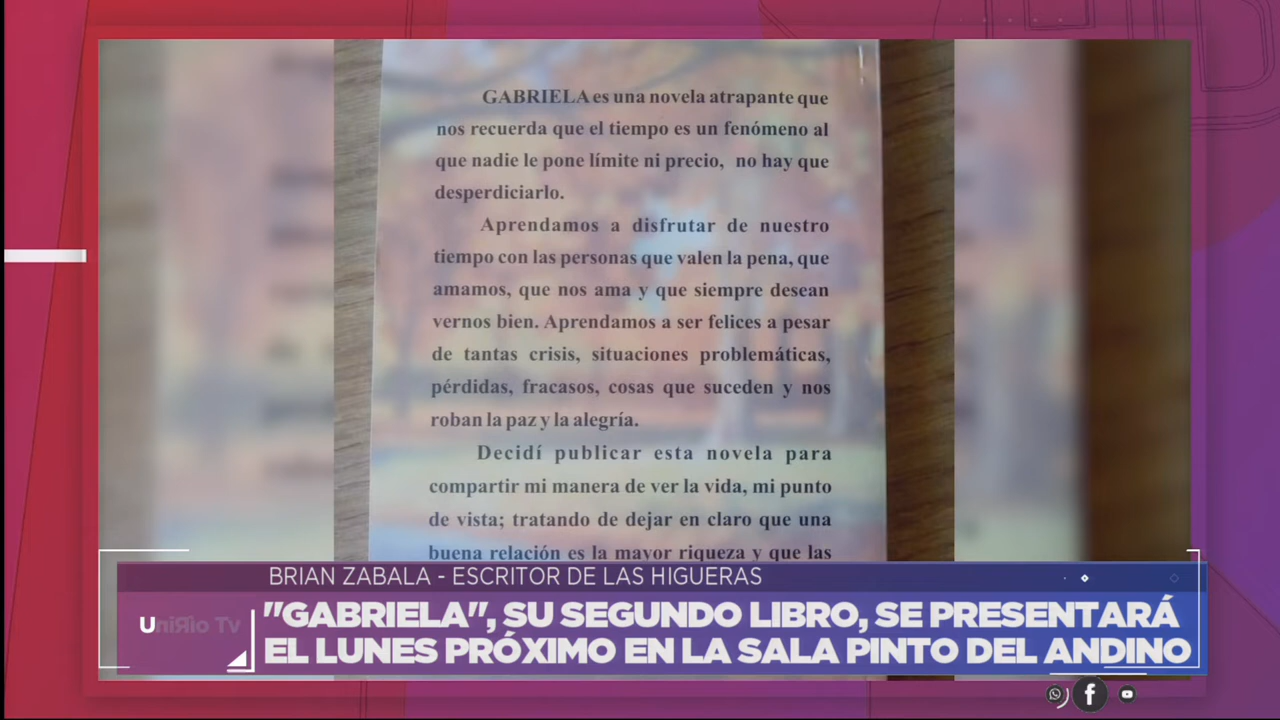 GABRIELA es una novela atrapante que
nos recuerda que el tiempo es un fenómeno al
que nadie le pone límite ni precio, no hay que
desperdiciarlo.
Aprendamos a disfrutar de nuestro
tiempo con las personas que valen la pena, que
amamos, que nos ama y que siempre desean
vernos bien. Aprendamos a ser felices a pesar
de tantas crisis, situaciones problemáticas,
pérdidas, fracasos, cosas que suceden y nos
roban la paz y la alegría.
Decidí publicar esta novela para
compartir mi manera de ver la vida, mi punto
de vista; tratando de dejar en claro que una
buena relación es la mayor riqueza y que las
BRIAN ZABALA - ESCRITOR DE LAS HIGUERAS
UniRio Tv
"GABRIELA", SU SEGUNDO LIBRO, SE PRESENTARÁ
EL LUNES PRÓXIMO EN LA SALA PINTO DEL ANDINO